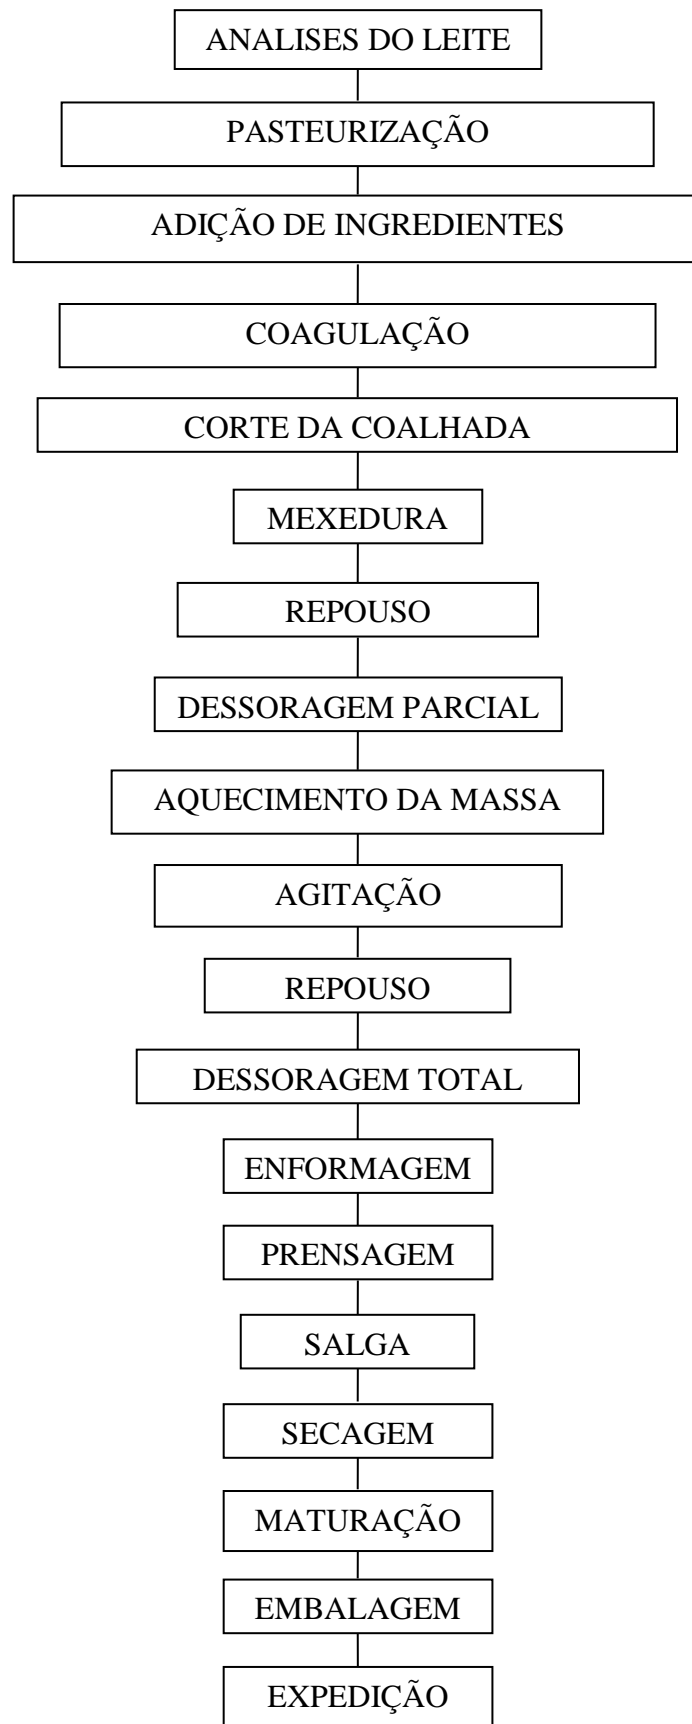 ANALISES DO LEITE
PASTEURIZAÇÃO
ADIÇÃO DE INGREDIENTES
COAGULAÇÃO
CORTE DA COALHADA
MEXEDURA
REPOUSO
DESSORAGEM PARCIAL
AQUECIMENTO DA MASSA
AGITAÇÃO
REPOUSO
DESSORAGEM TOTAL
ENFORMAGEM
PRENSAGEM
SALGA
SECAGEM
MATURAÇÃO
EMBALAGEM
EXPEDIÇÃO